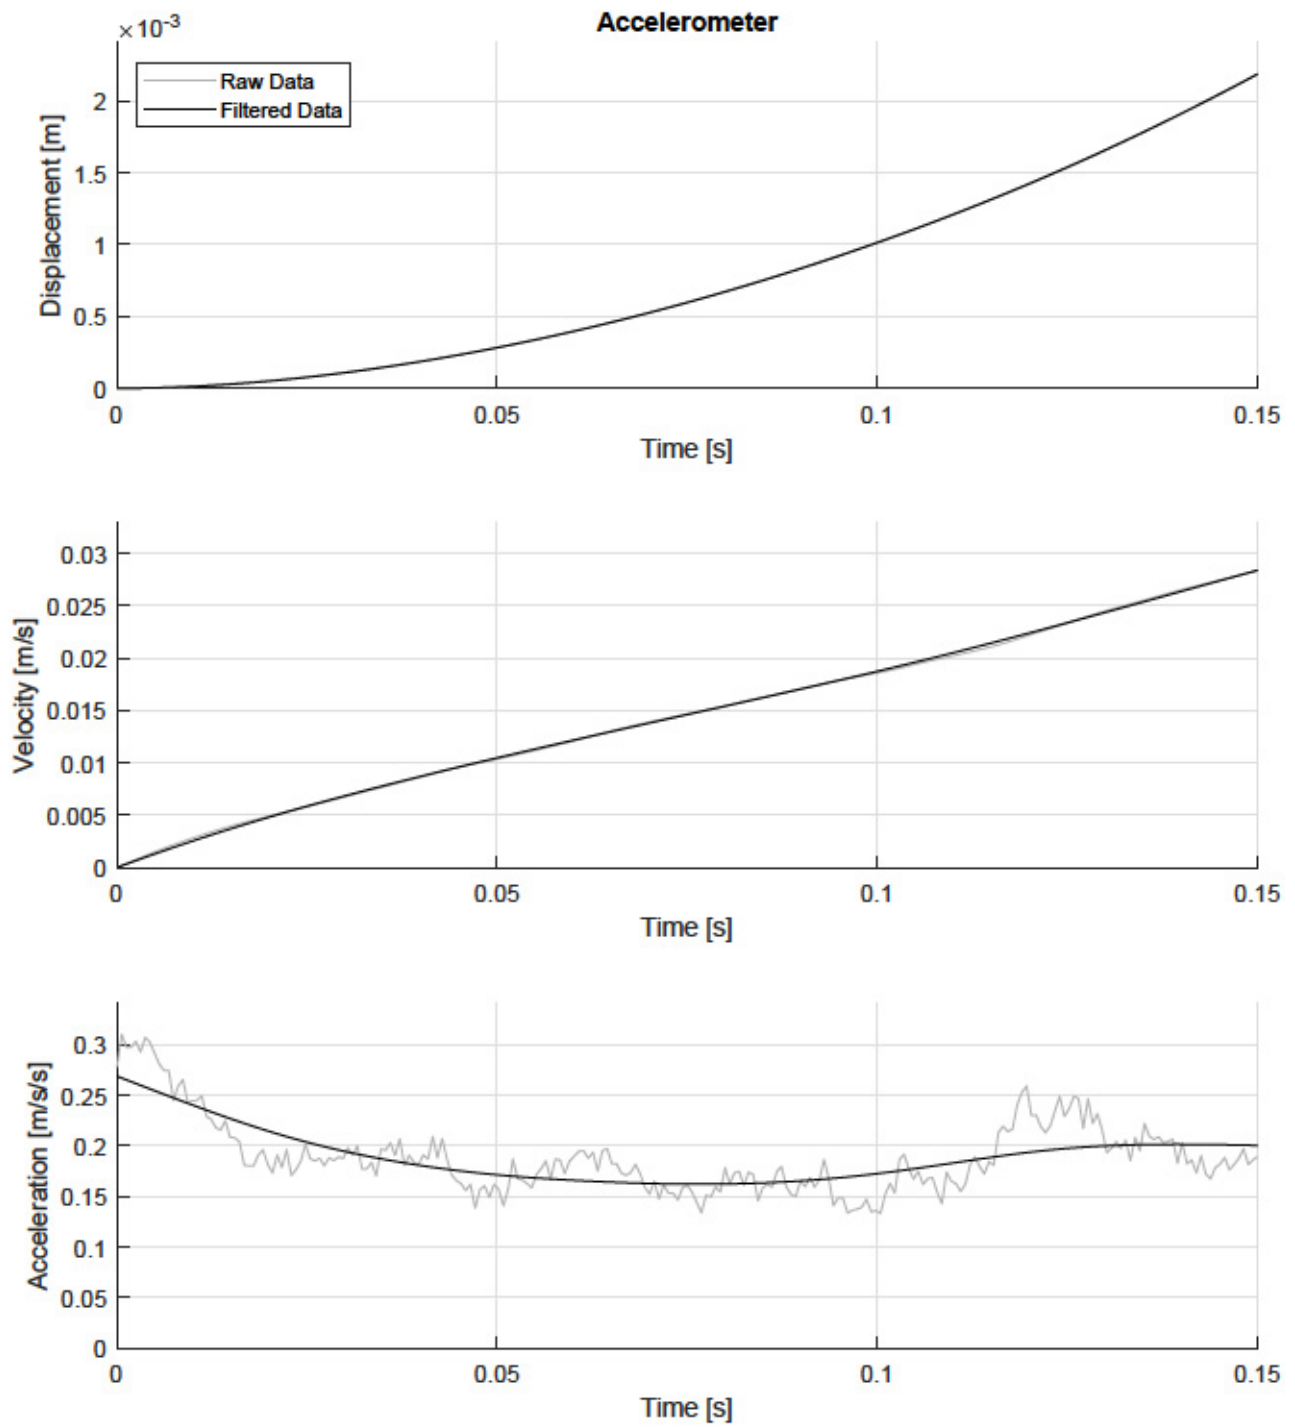 Accelerometer
×10⁻³
Raw Data
Filtered Data
Displacement [m]
2
1.5
1
0.5
0
0 0.05 0.1 0.15
Time [s]
Velocity [m/s]
0.03
0.025
0.02
0.015
0.01
0.005
0
0 0.05 0.1 0.15
Time [s]
Acceleration [m/s/s]
0.3
0.25
0.2
0.15
0.1
0.05
0
0 0.05 0.1 0.15
Time [s]